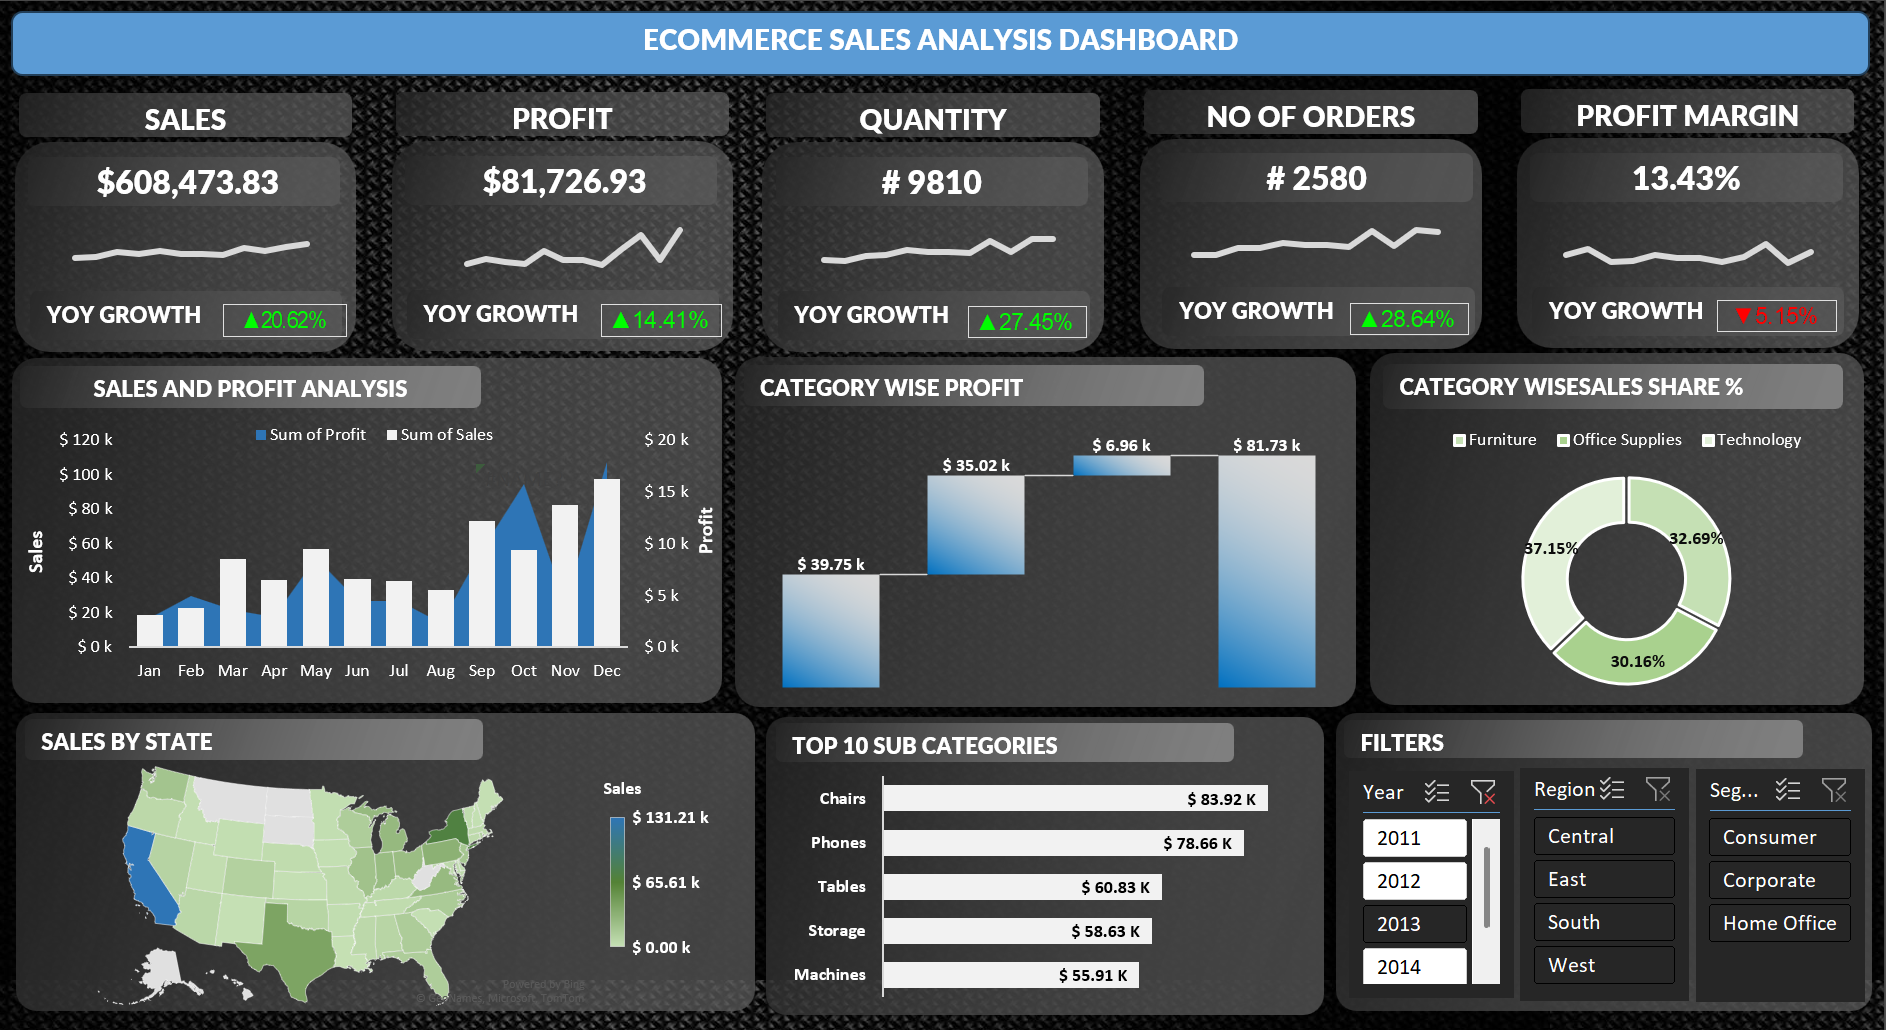 ECOMMERCE SALES ANALYSIS DASHBOARD
SALES
$608,473.83
YOY GROWTH ▲20.62%
PROFIT
$81,726.93
YOY GROWTH ▲14.41%
QUANTITY
# 9810
YOY GROWTH ▲27.45%
NO OF ORDERS
# 2580
YOY GROWTH ▲28.64%
PROFIT MARGIN
13.43%
YOY GROWTH ▼5.15%
SALES AND PROFIT ANALYSIS
Sum of Profit Sum of Sales
Sales
$ 120 k
$ 100 k
$ 80 k
$ 60 k
$ 40 k
$ 20 k
$ 0 k
$ 20 k
$ 15 k
$ 10 k
$ 5 k
$ 0 k
Profit
Jan Feb Mar Apr May Jun Jul Aug Sep Oct Nov Dec
CATEGORY WISE PROFIT
$ 39.75 k
$ 35.02 k
$ 6.96 k
$ 81.73 k
CATEGORY WISESALES SHARE %
Furniture Office Supplies Technology
37.15%
32.69%
30.16%
SALES BY STATE
Sales
$ 131.21 k
$ 65.61 k
$ 0.00 k
Powered by Bing
© GeoNames, Microsoft, TomTom
TOP 10 SUB CATEGORIES
Chairs $ 83.92 K
Phones $ 78.66 K
Tables $ 60.83 K
Storage $ 58.63 K
Machines $ 55.91 K
FILTERS
Year
2011
2012
2013
2014
Region
Central
East
South
West
Seg...
Consumer
Corporate
Home Office